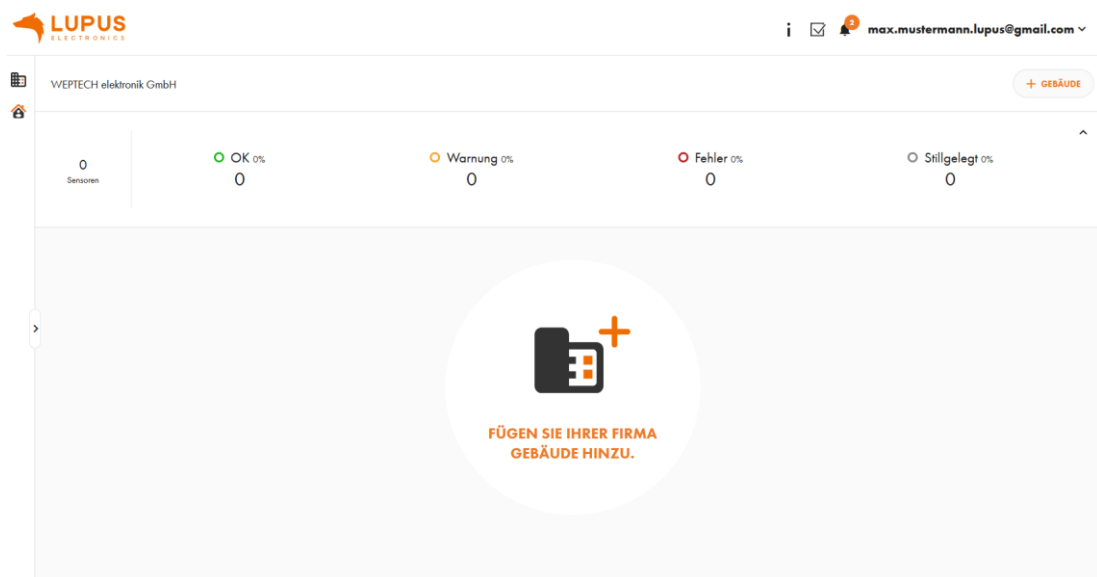 LUPUS
ELECTRONICS
2
max.mustermann.lupus@gmail.com
WEPTECH elektronik GmbH
+ GEBÄUDE
0
Sensoren
OK 0%
0
Warnung 0%
0
Fehler 0%
0
Stillgelegt 0%
0
FÜGEN SIE IHRER FIRMA
GEBÄUDE HINZU.